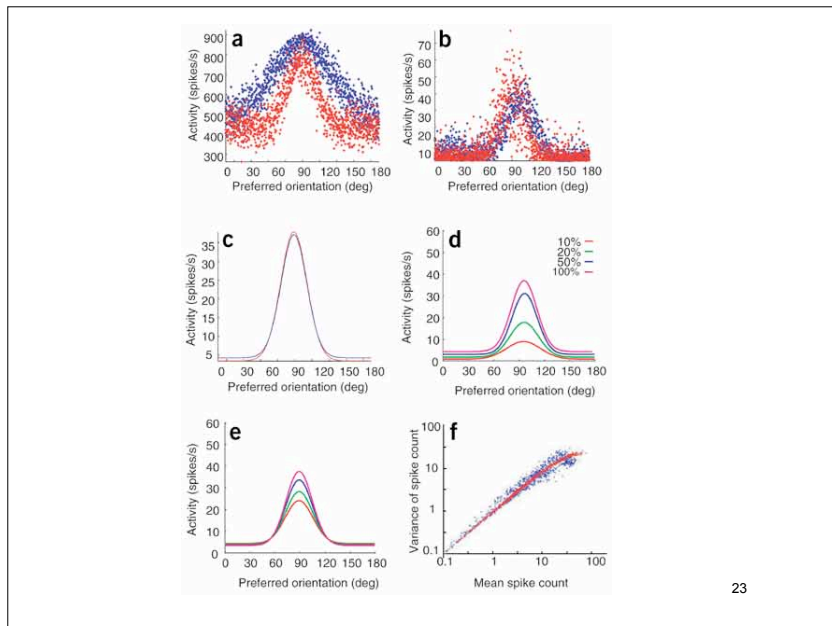 a
Activity (spikes/s)
900
800
700
600
500
400
300
0 30 60 90 120 150 180
Preferred orientation (deg)
b
Activity (spikes/s)
70
60
50
40
30
20
10
0 30 60 90 120 150 180
Preferred orientation (deg)
c
Activity (spikes/s)
35
30
25
20
15
10
5
0 30 60 90 120 150 180
Preferred orientation (deg)
d
Activity (spikes/s)
60
50
40
30
20
10
0
10%
20%
50%
100%
0 30 60 90 120 150 180
Preferred orientation (deg)
e
Activity (spikes/s)
60
50
40
30
20
10
0
0 30 60 90 120 150 180
Preferred orientation (deg)
f
Variance of spike count
100
10
1
0.1
0.1 1 10 100
Mean spike count
23